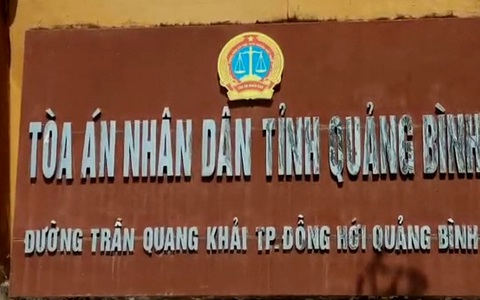 TÒA ÁN NHÂN DÂN TỈNH QUẢNG BÌNH
ĐƯỜNG TRẦN QUANG KHẢI TP. ĐỒNG HỚI QUẢNG BÌNH